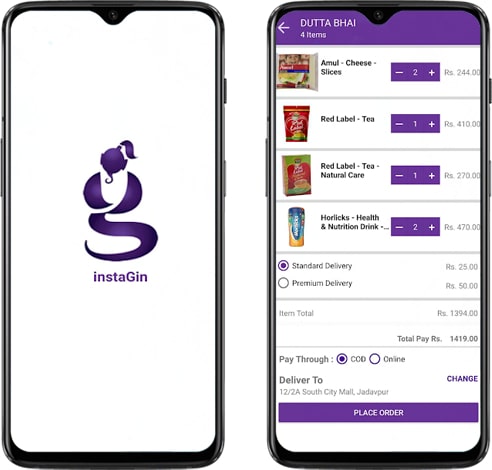 instaGin
DUTTA BHAI
4 Items
Amul - Cheese -
Slices
2
Rs. 244.00
Red Label - Tea
1
Rs. 410.00
Red Label - Tea -
Natural Care
1
Rs. 270.00
Horlicks - Health
& Nutrition Drink -...
2
Rs. 470.00
Standard Delivery
Rs. 25.00
Premium Delivery
Rs. 50.00
Item Total
Rs. 1394.00
Total Pay Rs. 1419.00
Pay Through : COD Online
Deliver To
CHANGE
12/2A South City Mall, Jadavpur
PLACE ORDER